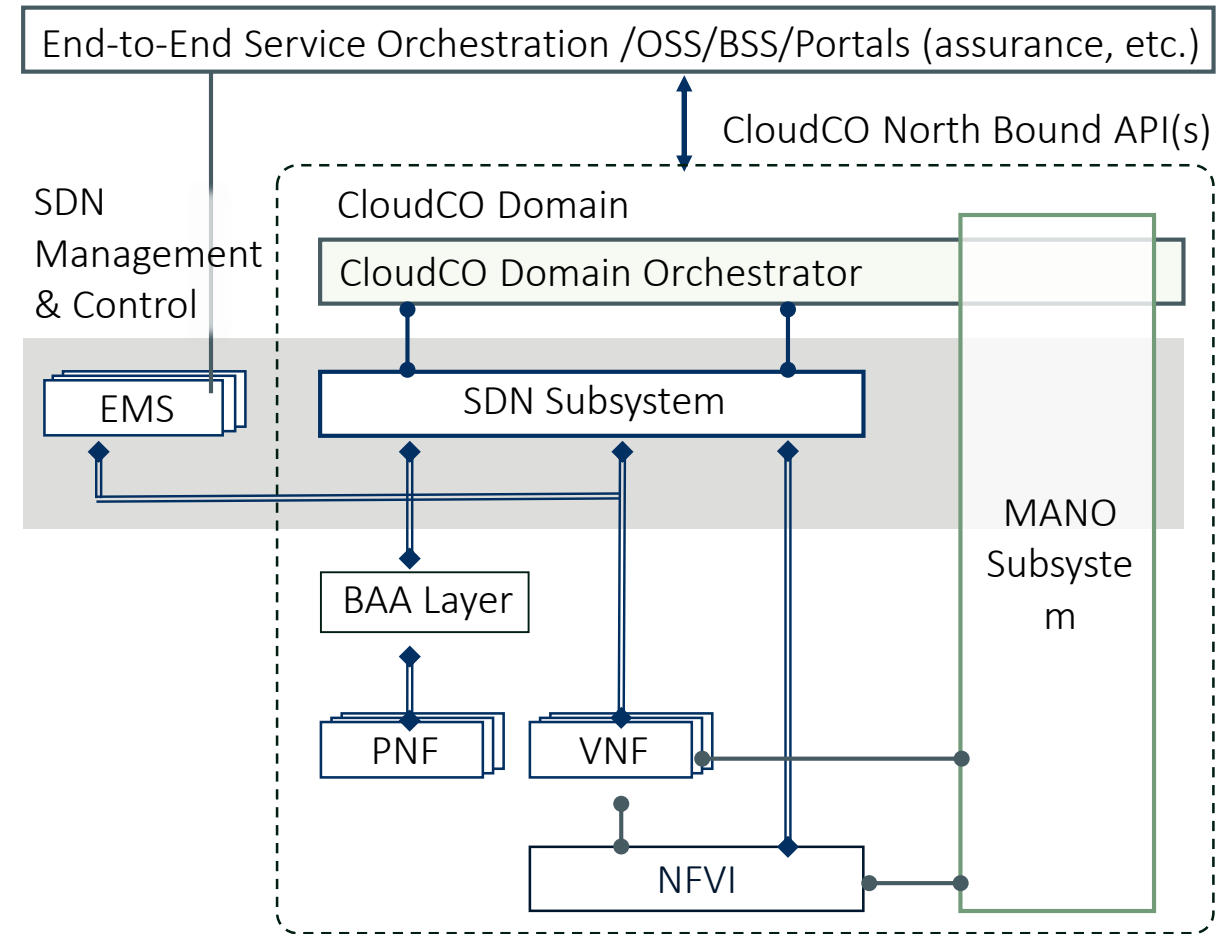 End-to-End Service Orchestration /OSS/BSS/Portals (assurance, etc.)
CloudCO North Bound API(s)
SDN
Management
& Control
CloudCO Domain
CloudCO Domain Orchestrator
EMS
SDN Subsystem
MANO
Subsyste
m
BAA Layer
PNF
VNF
NFVI